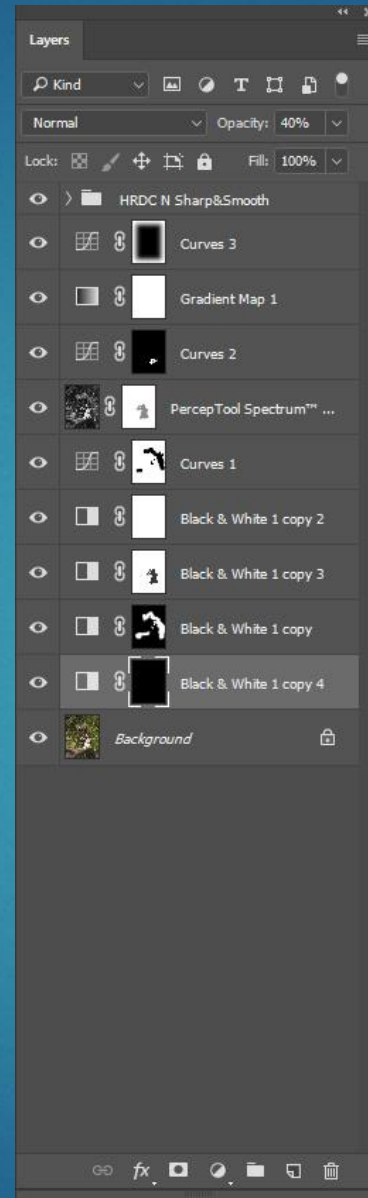 Layers
Kind
Normal Opacity: 40%
Lock: Fill: 100%
HRDC N Sharp&Smooth
Curves 3
Gradient Map 1
Curves 2
PercepTool Spectrum™ ...
Curves 1
Black & White 1 copy 2
Black & White 1 copy 3
Black & White 1 copy
Black & White 1 copy 4
Background
fx